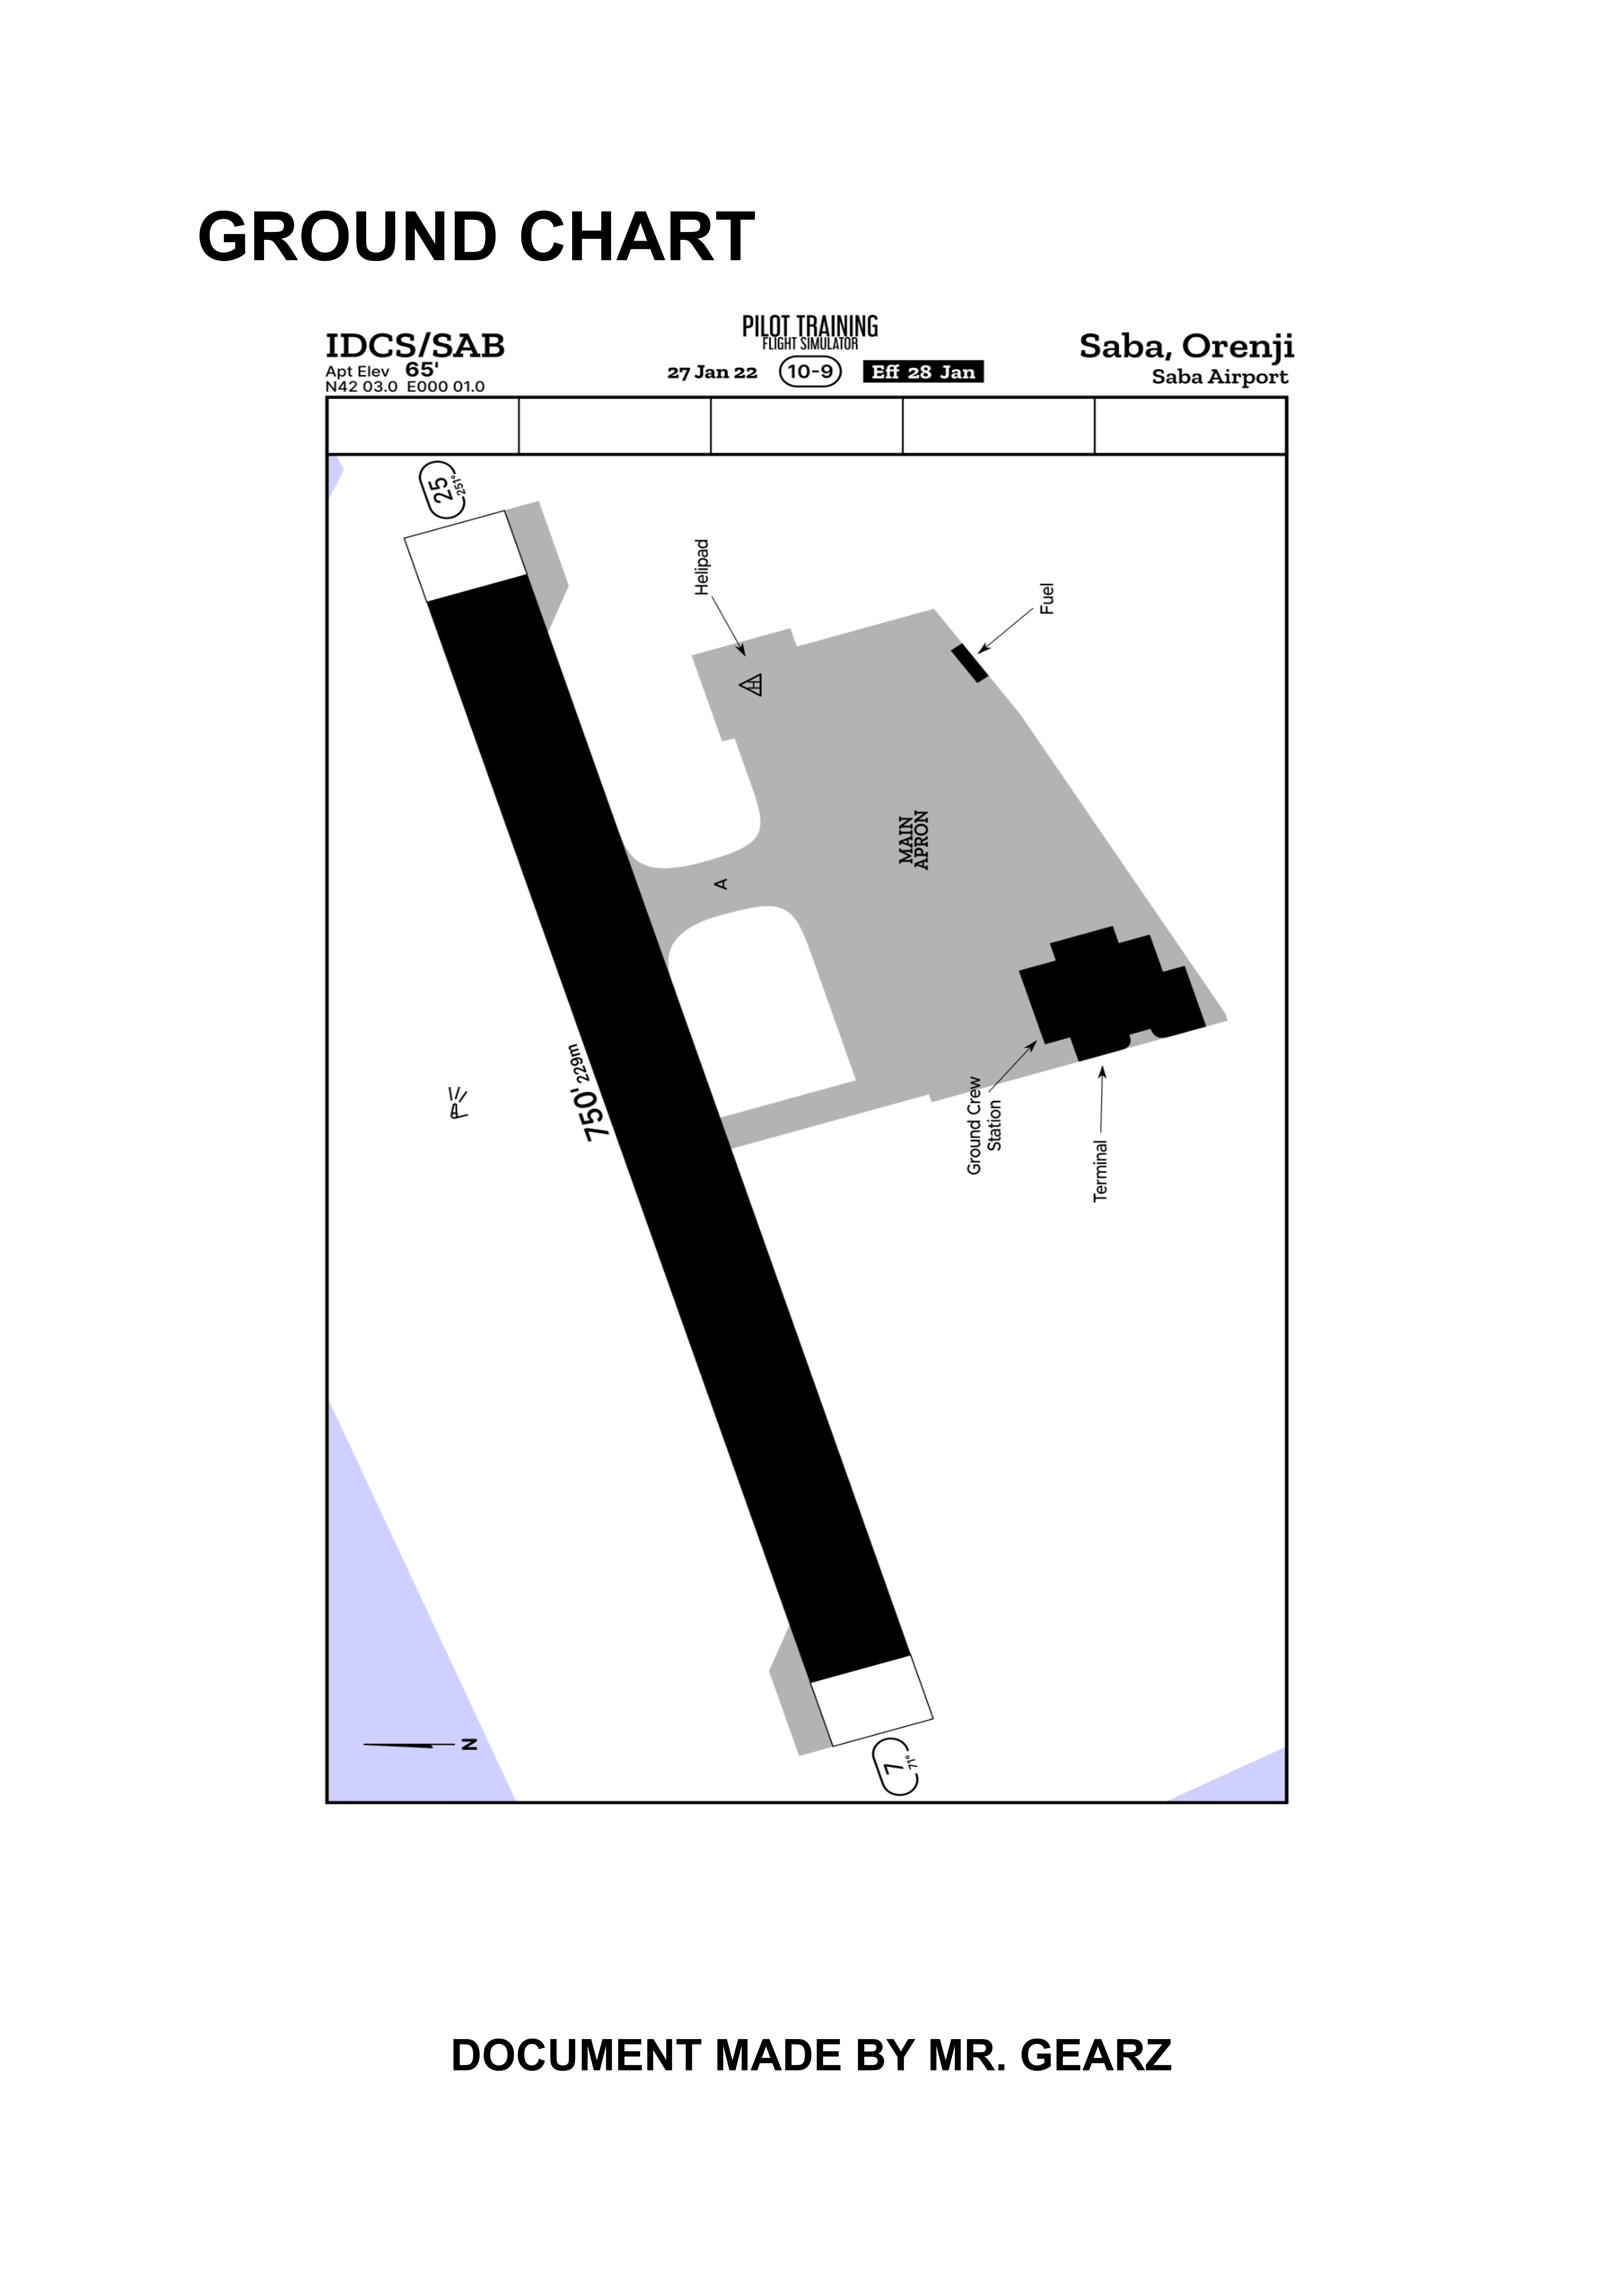 GROUND CHART
IDCS/SAB
Apt Elev 65'
N42 03.0 E000 01.0
PILOT TRAINING
FLIGHT SIMULATOR
27 Jan 22
10-9
Eff 28 Jan
Saba, Orenji
Saba Airport
25
251°
Helipad
H
Fuel
MAIN
APRON
A
750' 229m
Ground Crew
Station
Terminal
N
7
71°
DOCUMENT MADE BY MR. GEARZ